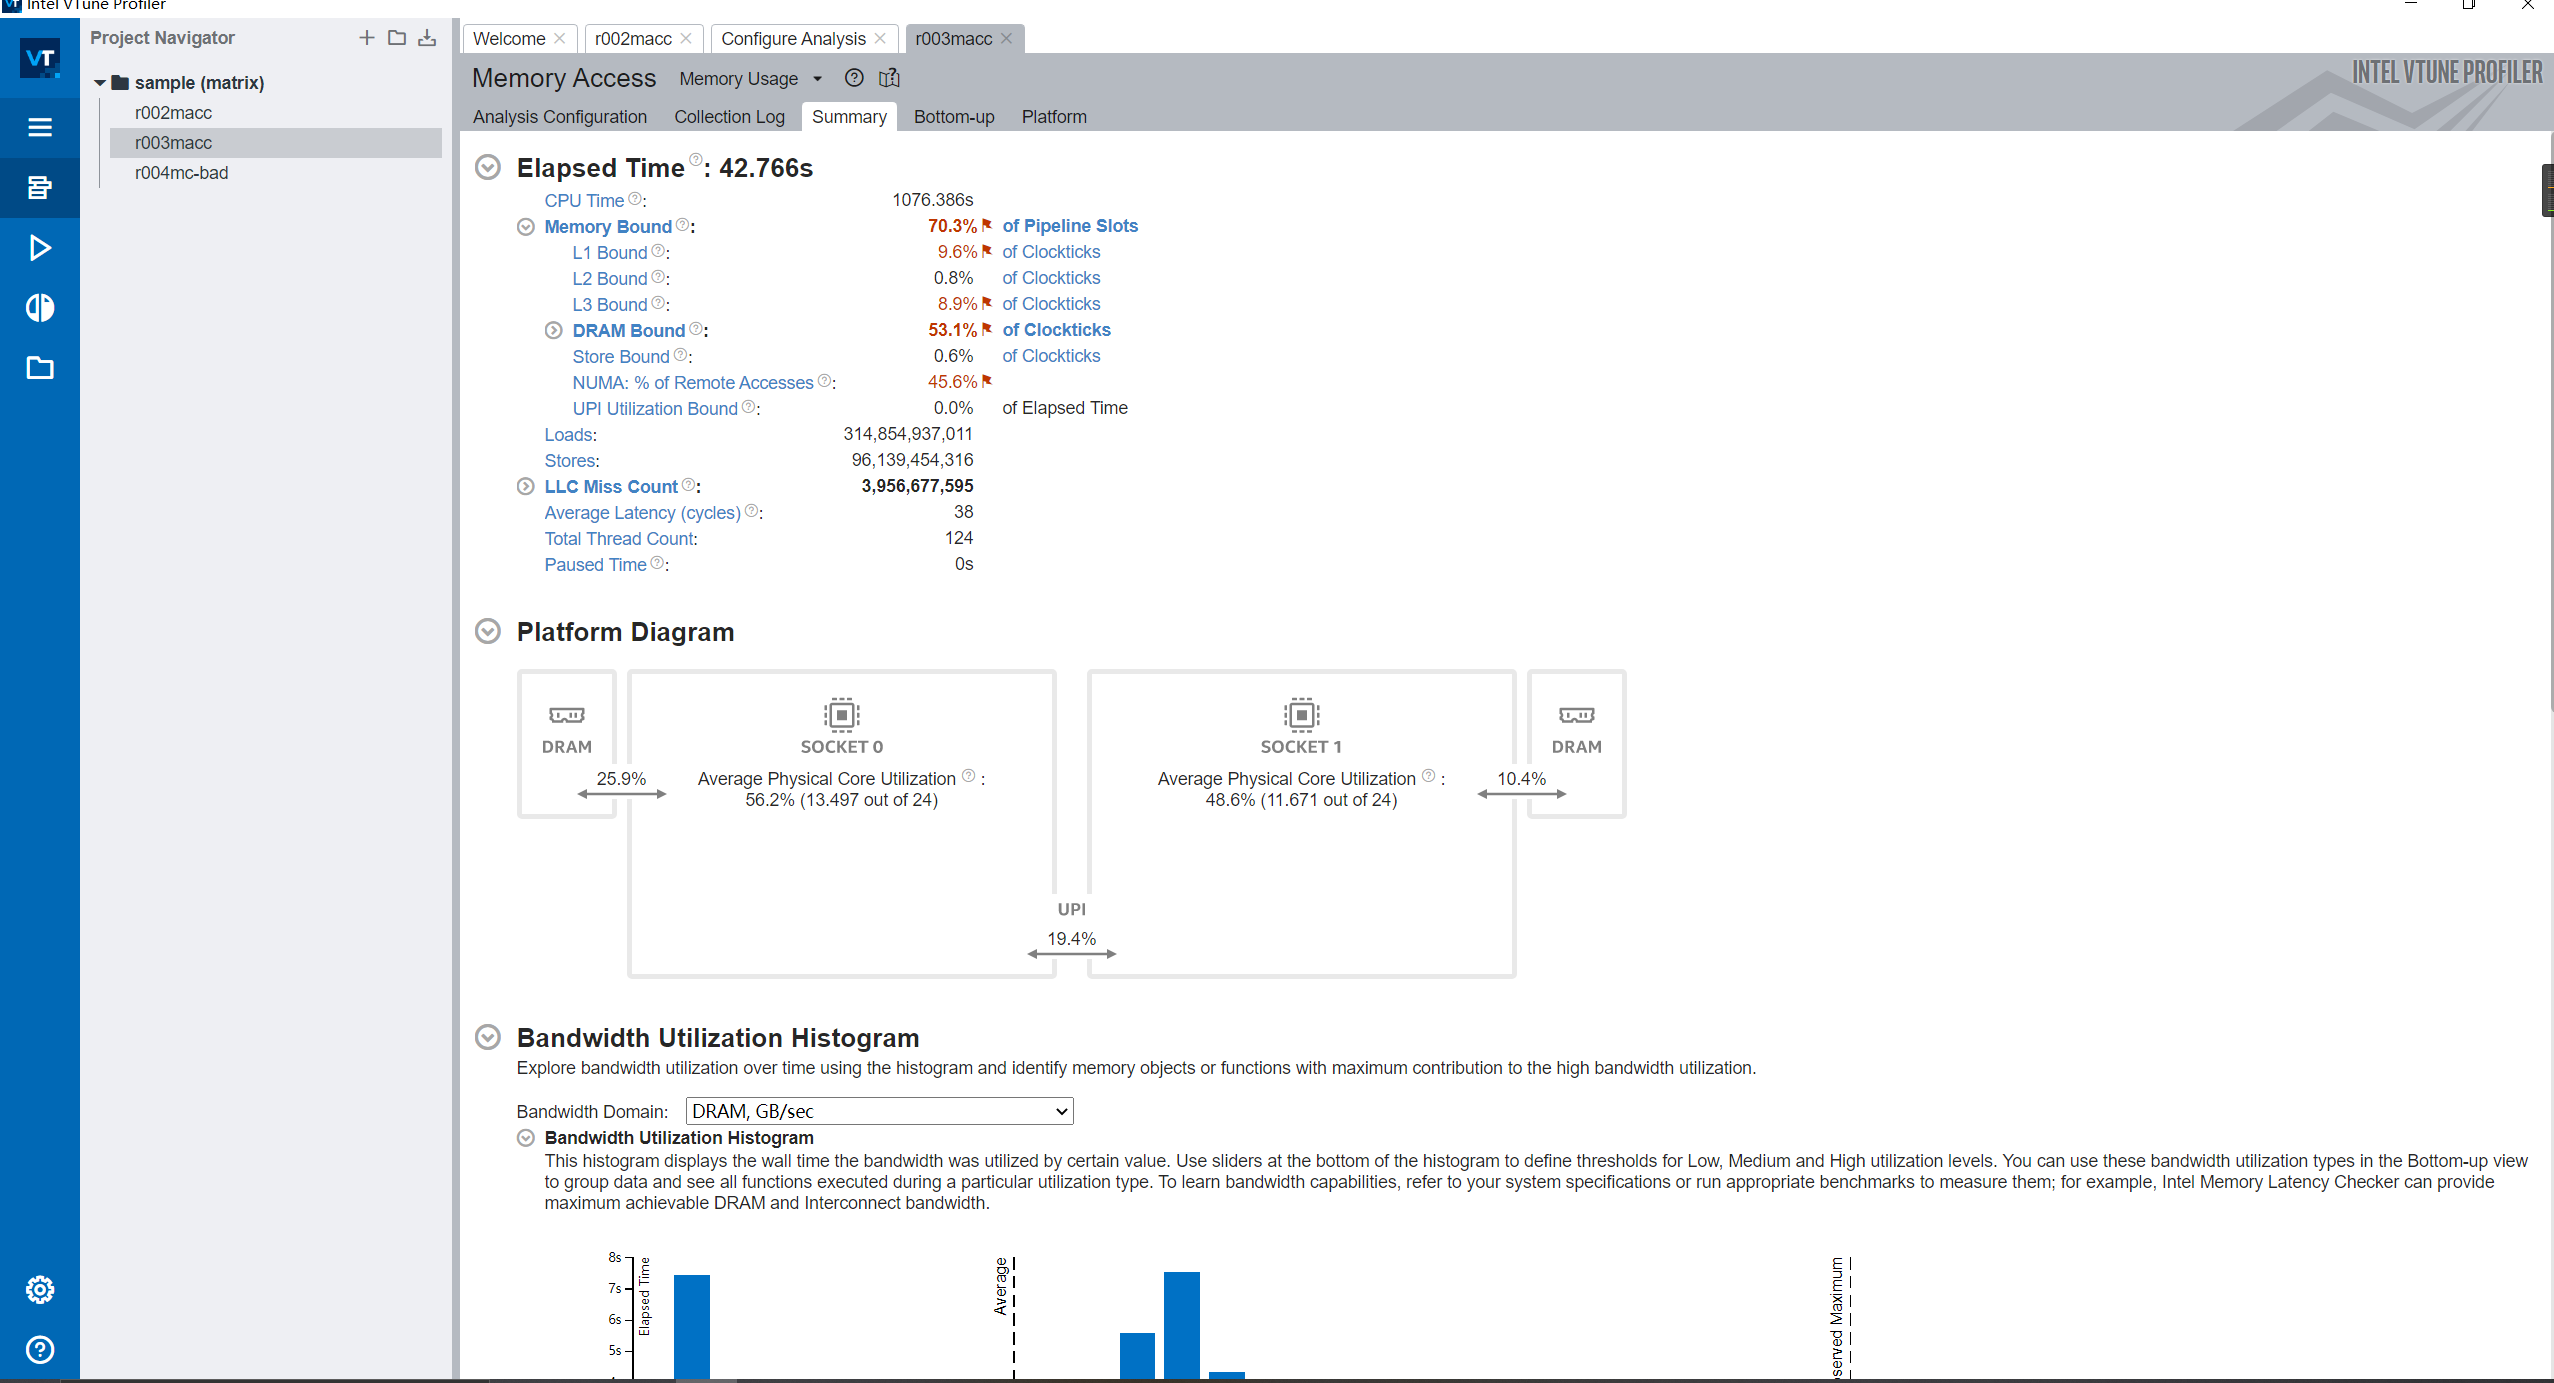 Intel VTune Profiler
VT
Project Navigator
sample (matrix)
r002macc
r003macc
r004mc-bad
Welcome
r002macc
Configure Analysis
r003macc
Memory Access
Memory Usage
INTEL VTUNE PROFILER
Analysis Configuration
Collection Log
Summary
Bottom-up
Platform
Elapsed Time ? : 42.766s
CPU Time ? : 1076.386s
Memory Bound ? : 70.3% of Pipeline Slots
L1 Bound ? : 9.6% of Clockticks
L2 Bound ? : 0.8% of Clockticks
L3 Bound ? : 8.9% of Clockticks
DRAM Bound ? : 53.1% of Clockticks
Store Bound ? : 0.6% of Clockticks
NUMA: % of Remote Accesses ? : 45.6%
UPI Utilization Bound ? : 0.0% of Elapsed Time
Loads: 314,854,937,011
Stores: 96,139,454,316
LLC Miss Count ? : 3,956,677,595
Average Latency (cycles) ? : 38
Total Thread Count: 124
Paused Time ? : 0s
Platform Diagram
DRAM
25.9%
SOCKET 0
Average Physical Core Utilization ? :
56.2% (13.497 out of 24)
SOCKET 1
Average Physical Core Utilization ? :
48.6% (11.671 out of 24)
DRAM
10.4%
UPI
19.4%
Bandwidth Utilization Histogram
Explore bandwidth utilization over time using the histogram and identify memory objects or functions with maximum contribution to the high bandwidth utilization.
Bandwidth Domain: DRAM, GB/sec
Bandwidth Utilization Histogram
This histogram displays the wall time the bandwidth was utilized by certain value. Use sliders at the bottom of the histogram to define thresholds for Low, Medium and High utilization levels. You can use these bandwidth utilization types in the Bottom-up view
to group data and see all functions executed during a particular utilization type. To learn bandwidth capabilities, refer to your system specifications or run appropriate benchmarks to measure them; for example, Intel Memory Latency Checker can provide
maximum achievable DRAM and Interconnect bandwidth.
8s
7s
6s
5s
Elapsed Time
Average
served Maximum